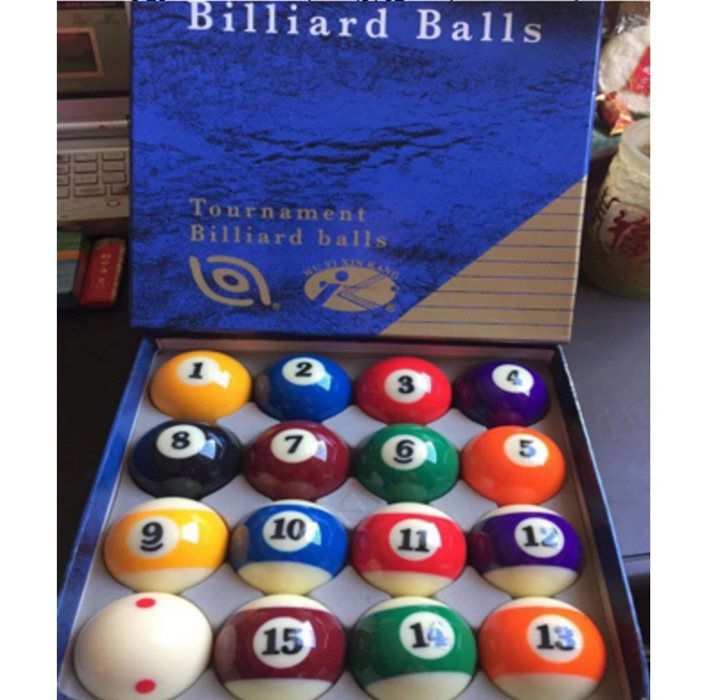 Billiard Balls
Tournament
Billiard balls
WU YI XIN KANG
1 2 3 4
8 7 6 5
9 10 11 12
15 14 13
福